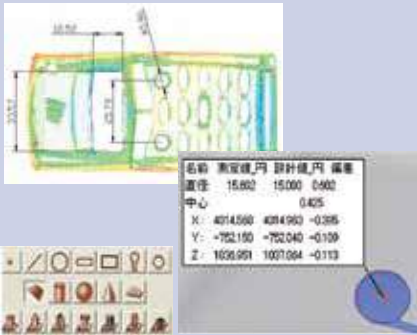 名前 測定値_円 設計値_円 偏差
直径 15.602 15.000 0.602
中心 0.425
X: 4014.568 4014.963 -0.395
Y: -752.150 -752.040 -0.109
Z: 1036.951 1037.064 -0.113